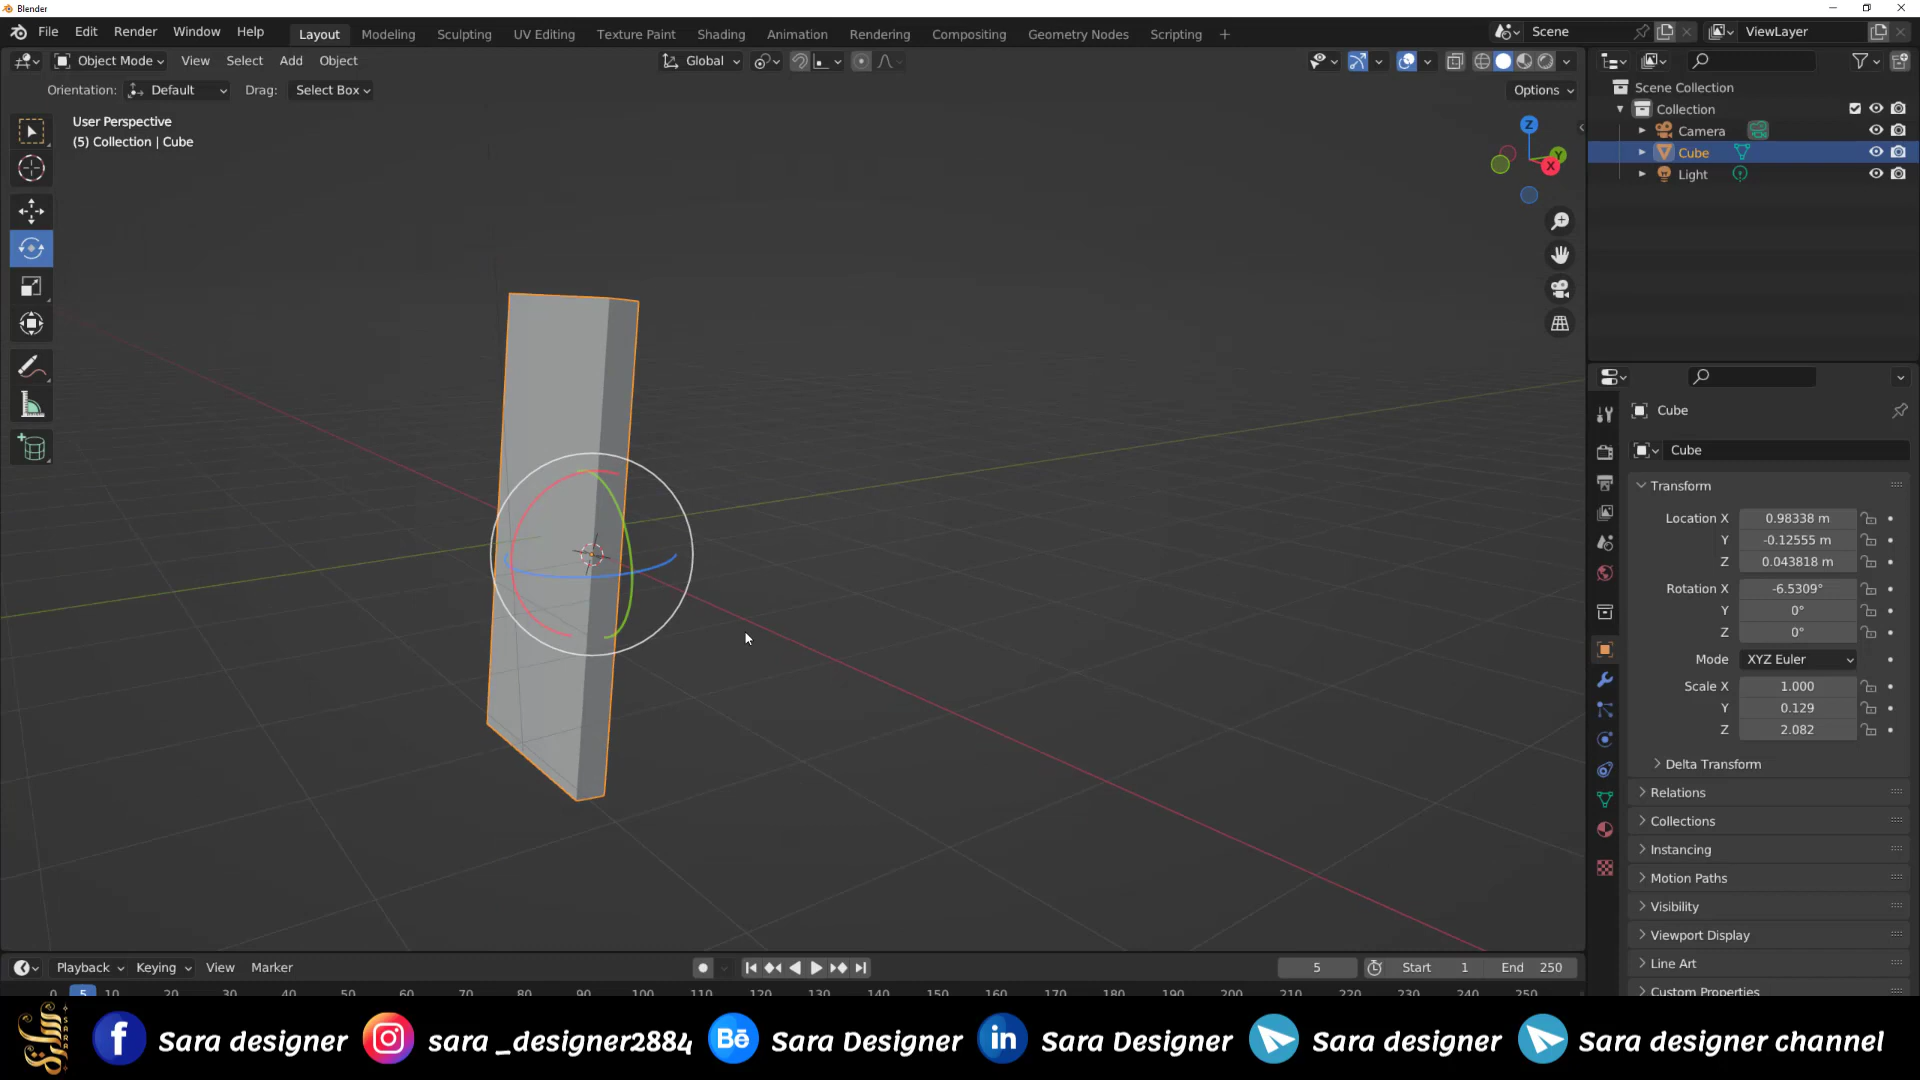 Blender
File Edit Render Window Help
Layout Modeling Sculpting UV Editing Texture Paint Shading Animation Rendering Compositing Geometry Nodes Scripting +
Scene
ViewLayer
Object Mode View Select Add Object
Global
Orientation: Default Drag: Select Box
Options
User Perspective
(5) Collection | Cube
Z
Y
X
Scene Collection
Collection
Camera
Cube
Light
Cube
Cube
Transform
Location X 0.98338 m
Y -0.12555 m
Z 0.043818 m
Rotation X -6.5309°
Y 0°
Z 0°
Mode XYZ Euler
Scale X 1.000
Y 0.129
Z 2.082
Delta Transform
Relations
Collections
Instancing
Motion Paths
Visibility
Viewport Display
Line Art
Custom Properties
Playback Keying View Marker
5 Start 1 End 250
0 5 10 20 30 40 50 60 70 80 90 100 110 120 130 140 150 160 170 180 190 200 210 220 230 240 250
Sara designer sara _designer2884 Bē Sara Designer in Sara Designer Sara designer Sara designer channel